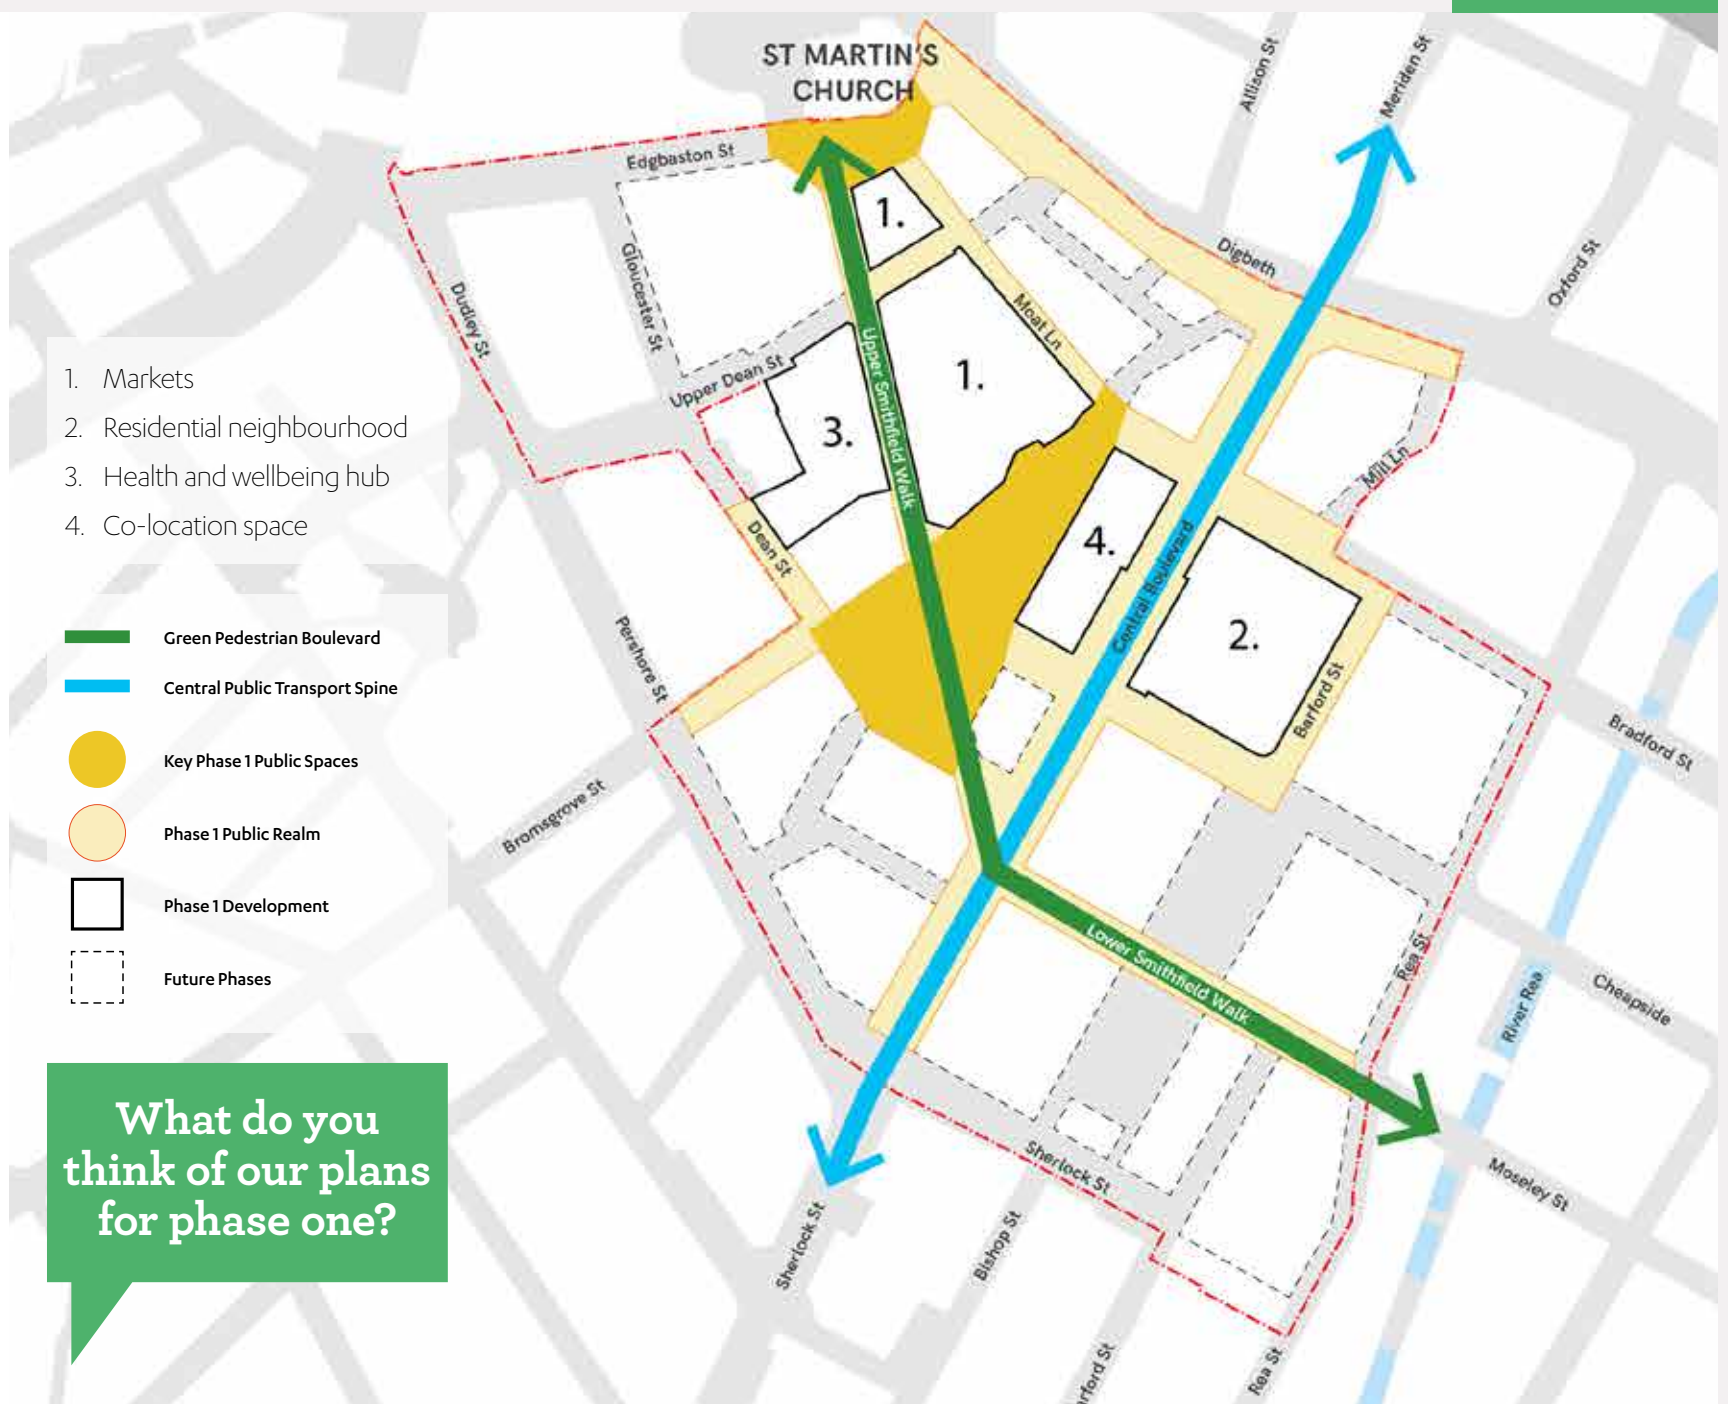 ST MARTIN'S
CHURCH
Allison St
Meriden St
Edgbaston St
Digbeth
Oxford St
Gloucester St
Dudley St
1.
Moat Ln
Upper Smithfield Walk
Upper Dean St
1.
3.
Mill Ln
1. Markets
2. Residential neighbourhood
3. Health and wellbeing hub
4. Co-location space
Dean St
4.
Central Boulevard
2.
Barford St
Pershore St
Bradford St
Green Pedestrian Boulevard
Central Public Transport Spine
Key Phase 1 Public Spaces
Phase 1 Public Realm
Phase 1 Development
Future Phases
Bromsgrove St
Lower Smithfield Walk
Rea St
River Rea
Cheapside
What do you
think of our plans
for phase one?
Sherlock St
Moseley St
Sherlock St
Bishop St
arford St
Rea St